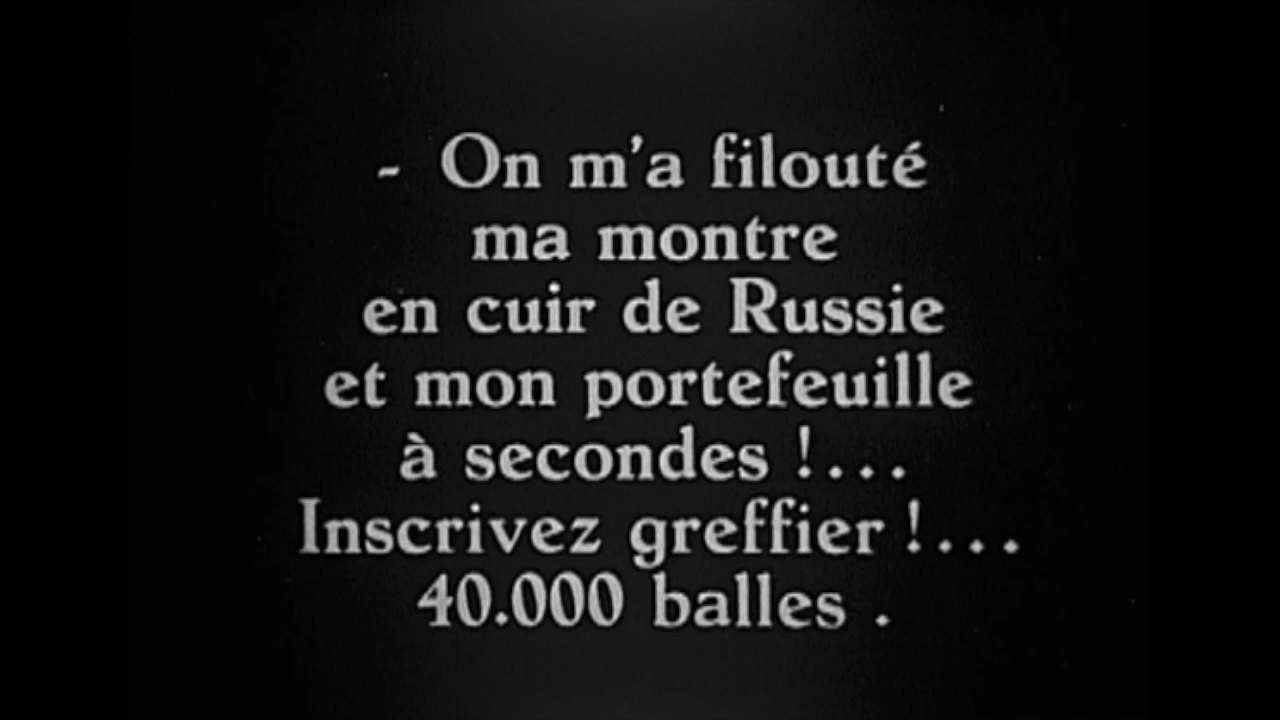 - On m'a filouté
ma montre
en cuir de Russie
et mon portefeuille
à secondes !...
Inscrivez greffier !...
40.000 balles .